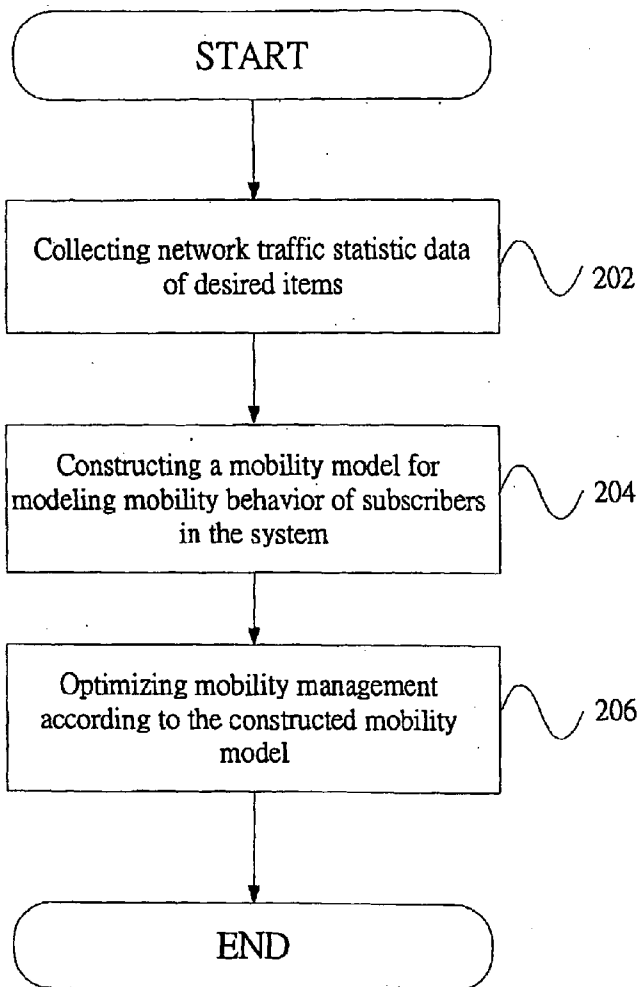 START
Collecting network traffic statistic data
of desired items
202
Constructing a mobility model for
modeling mobility behavior of subscribers
in the system
204
Optimizing mobility management
according to the constructed mobility
model
206
END